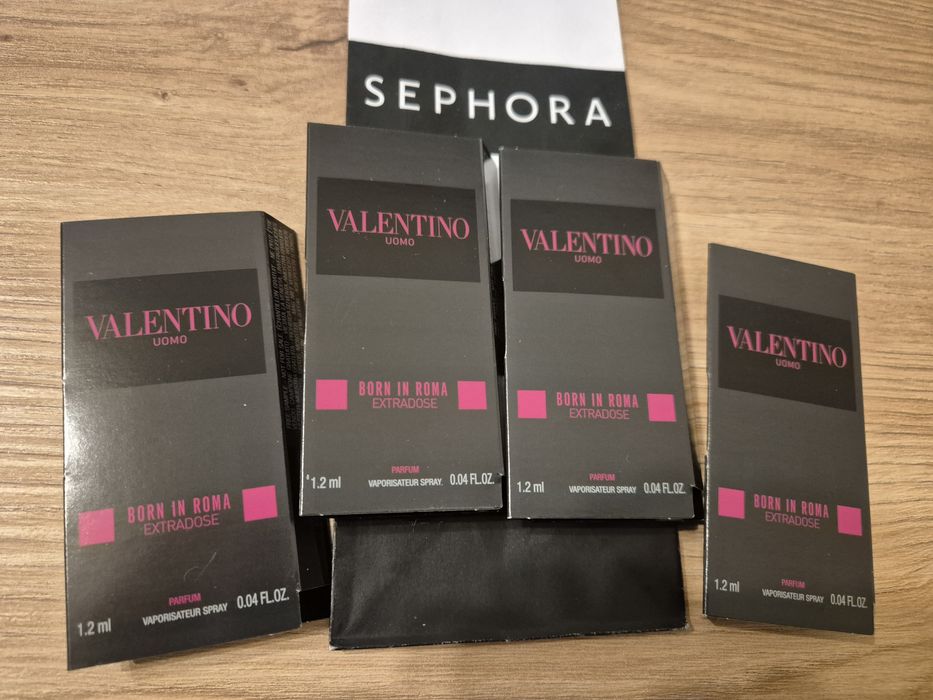 SEPHORA
VALENTINO
UOMO
BORN IN ROMA
EXTRADOSE
PARFUM
1.2 ml VAPORISATEUR SPRAY 0.04 FL.OZ.
VALENTINO
UOMO
BORN IN ROMA
EXTRADOSE
PARFUM
1.2 ml VAPORISATEUR SPRAY. 0.04 FL.OZ.
VALENTINO
UOMO
BORN IN ROMA
EXTRADOSE
PARFUM
1.2 ml VAPORISATEUR SPRAY 0.04 FL.OZ.
VALENTINO
UOMO
BORN IN ROMA
EXTRADOSE
PARFUM
1.2 ml VAPORISATEUR SPRAY 0.04 FL.OZ.